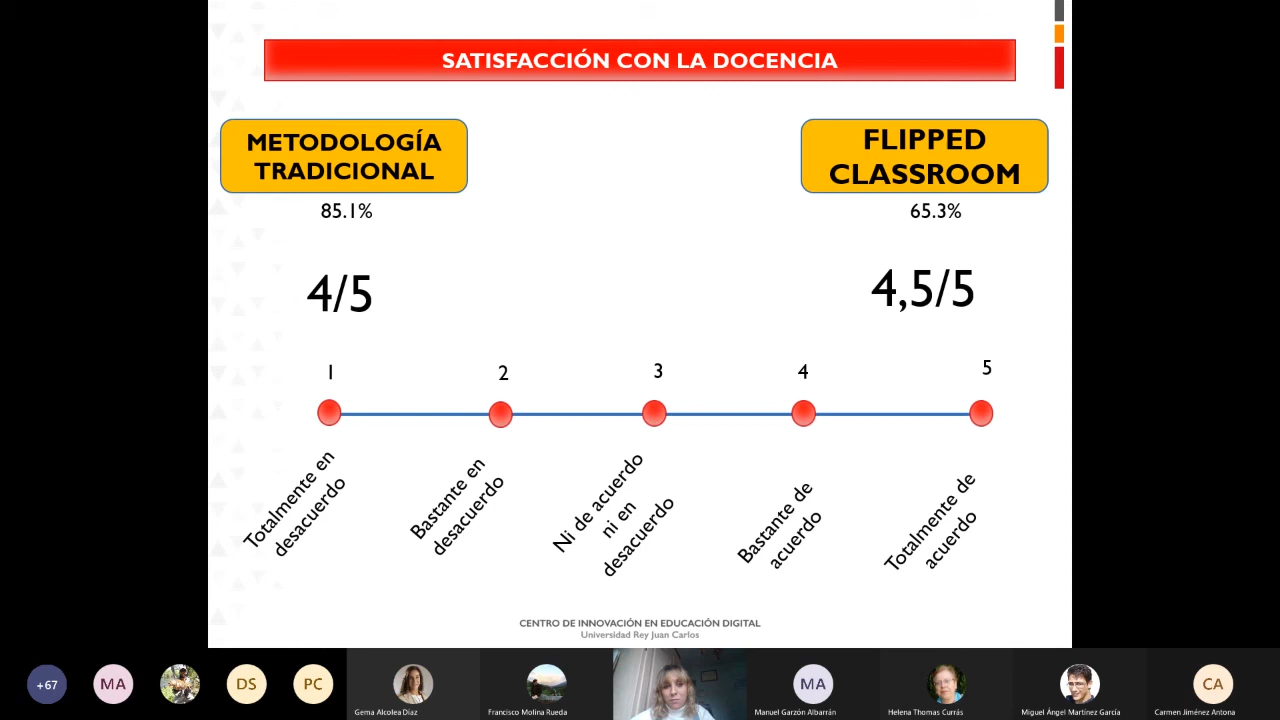 SATISFACCIÓN CON LA DOCENCIA
METODOLOGÍA
TRADICIONAL
85.1%
FLIPPED
CLASSROOM
65.3%
4/5
4,5/5
1
2
3
4
5
Totalmente en
desacuerdo
Bastante en
desacuerdo
Ni de acuerdo
ni en
desacuerdo
Bastante de
acuerdo
Totalmente de
acuerdo
CENTRO DE INNOVACIÓN EN EDUCACIÓN DIGITAL
Universidad Rey Juan Carlos
+67
MA
DS
PC
Gema Alcolea Díaz
Francisco Molina Rueda
MA
Manuel Garzón Albarrán
Helena Thomas Currás
Miguel Ángel Martínez García
CA
Carmen Jiménez Antona